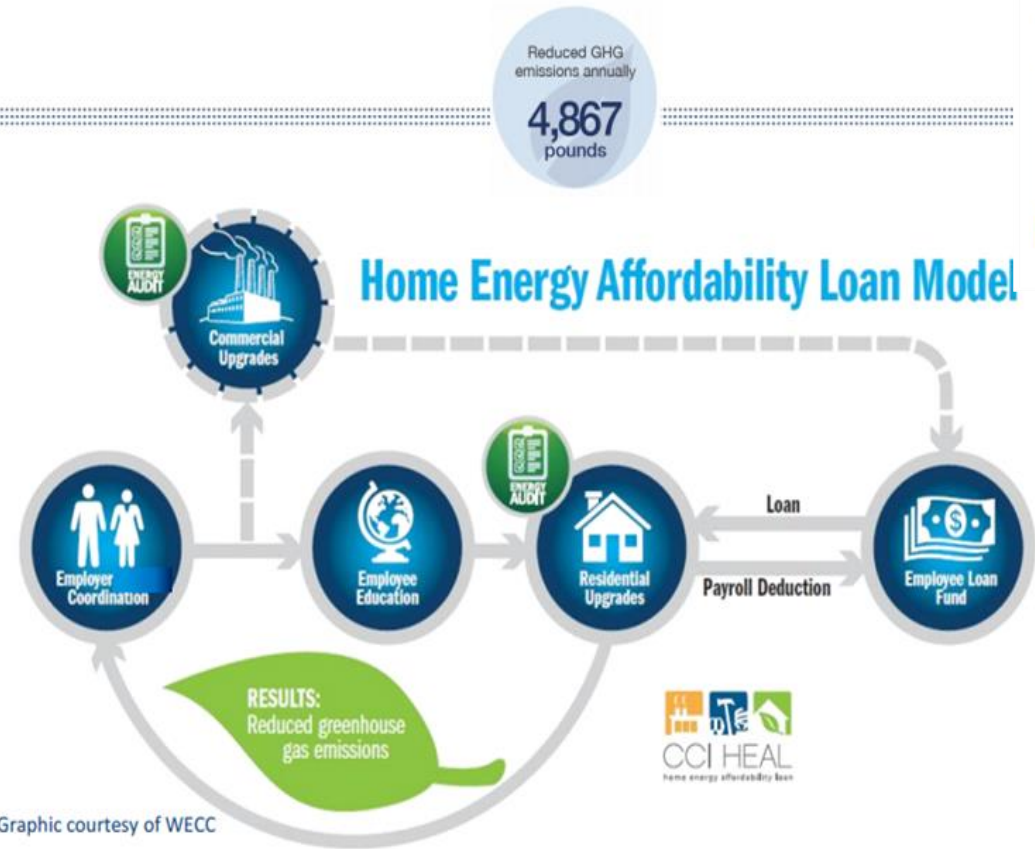 Reduced GHG
emissions annually
4,867
pounds
ENERGY
AUDIT
Commercial
Upgrades
Home Energy Affordability Loan Model
ENERGY
AUDIT
Employer
Coordination
Employee
Education
Residential
Upgrades
Loan
Payroll Deduction
$
Employee Loan
Fund
RESULTS:
Reduced greenhouse
gas emissions
CCI HEAL
home energy affordability loan
Graphic courtesy of WECC